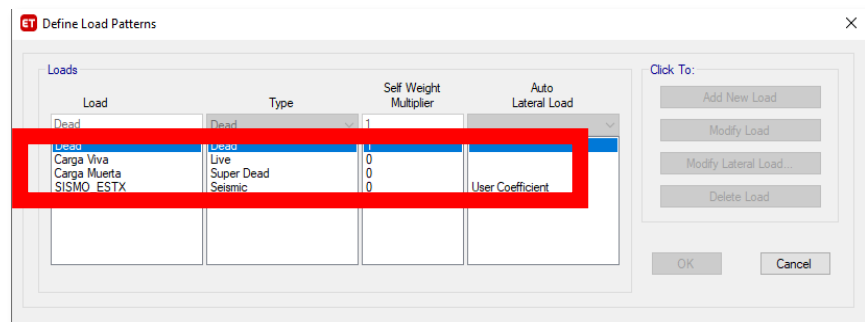 ET Define Load Patterns
Loads
Click To:
Load Type Self Weight Multiplier Auto Lateral Load
Dead Dead 1
Dead Dead 1
Carga Viva Live 0
Carga Muerta Super Dead 0
SISMO_ESTX Seismic 0 User Coefficient
Add New Load
Modify Load
Modify Lateral Load...
Delete Load
OK Cancel